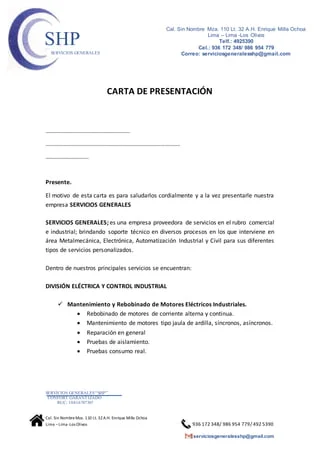 SHP
SERVICIOS GENERALES
Cal. Sin Nombre Mza. 110 Lt. 32 A.H. Enrique Milla Ochoa
Lima – Lima -Los Olivos
Telf.: 4925390
Cel.: 936 172 348/ 986 954 779
Correo: serviciosgeneralesshp@gmail.com
CARTA DE PRESENTACIÓN
Presente.
El motivo de esta carta es para saludarlos cordialmente y a la vez presentarle nuestra
empresa SERVICIOS GENERALES
SERVICIOS GENERALES; es una empresa proveedora de servicios en el rubro comercial
e industrial; brindando soporte técnico en diversos procesos en los que interviene en
área Metalmecánica, Electrónica, Automatización Industrial y Civil para sus diferentes
tipos de servicios personalizados.
Dentro de nuestros principales servicios se encuentran:
DIVISIÓN ELÉCTRICA Y CONTROL INDUSTRIAL
✓ Mantenimiento y Rebobinado de Motores Eléctricos Industriales.
• Rebobinado de motores de corriente alterna y continua.
• Mantenimiento de motores tipo jaula de ardilla, síncronos, asíncronos.
• Reparación en general
• Pruebas de aislamiento.
• Pruebas consumo real.
SERVICIOS GENERALES "SHP"
CONFORT GARANTIZADO
RUC:
Cal. Sin Nombre Mza. 110 Lt. 32 A.H. Enrique Milla Ochoa
Lima – Lima -Los Olivos
936 172 348/ 986 954 779/ 492 5390
serviciosgeneralesshp@gmail.com